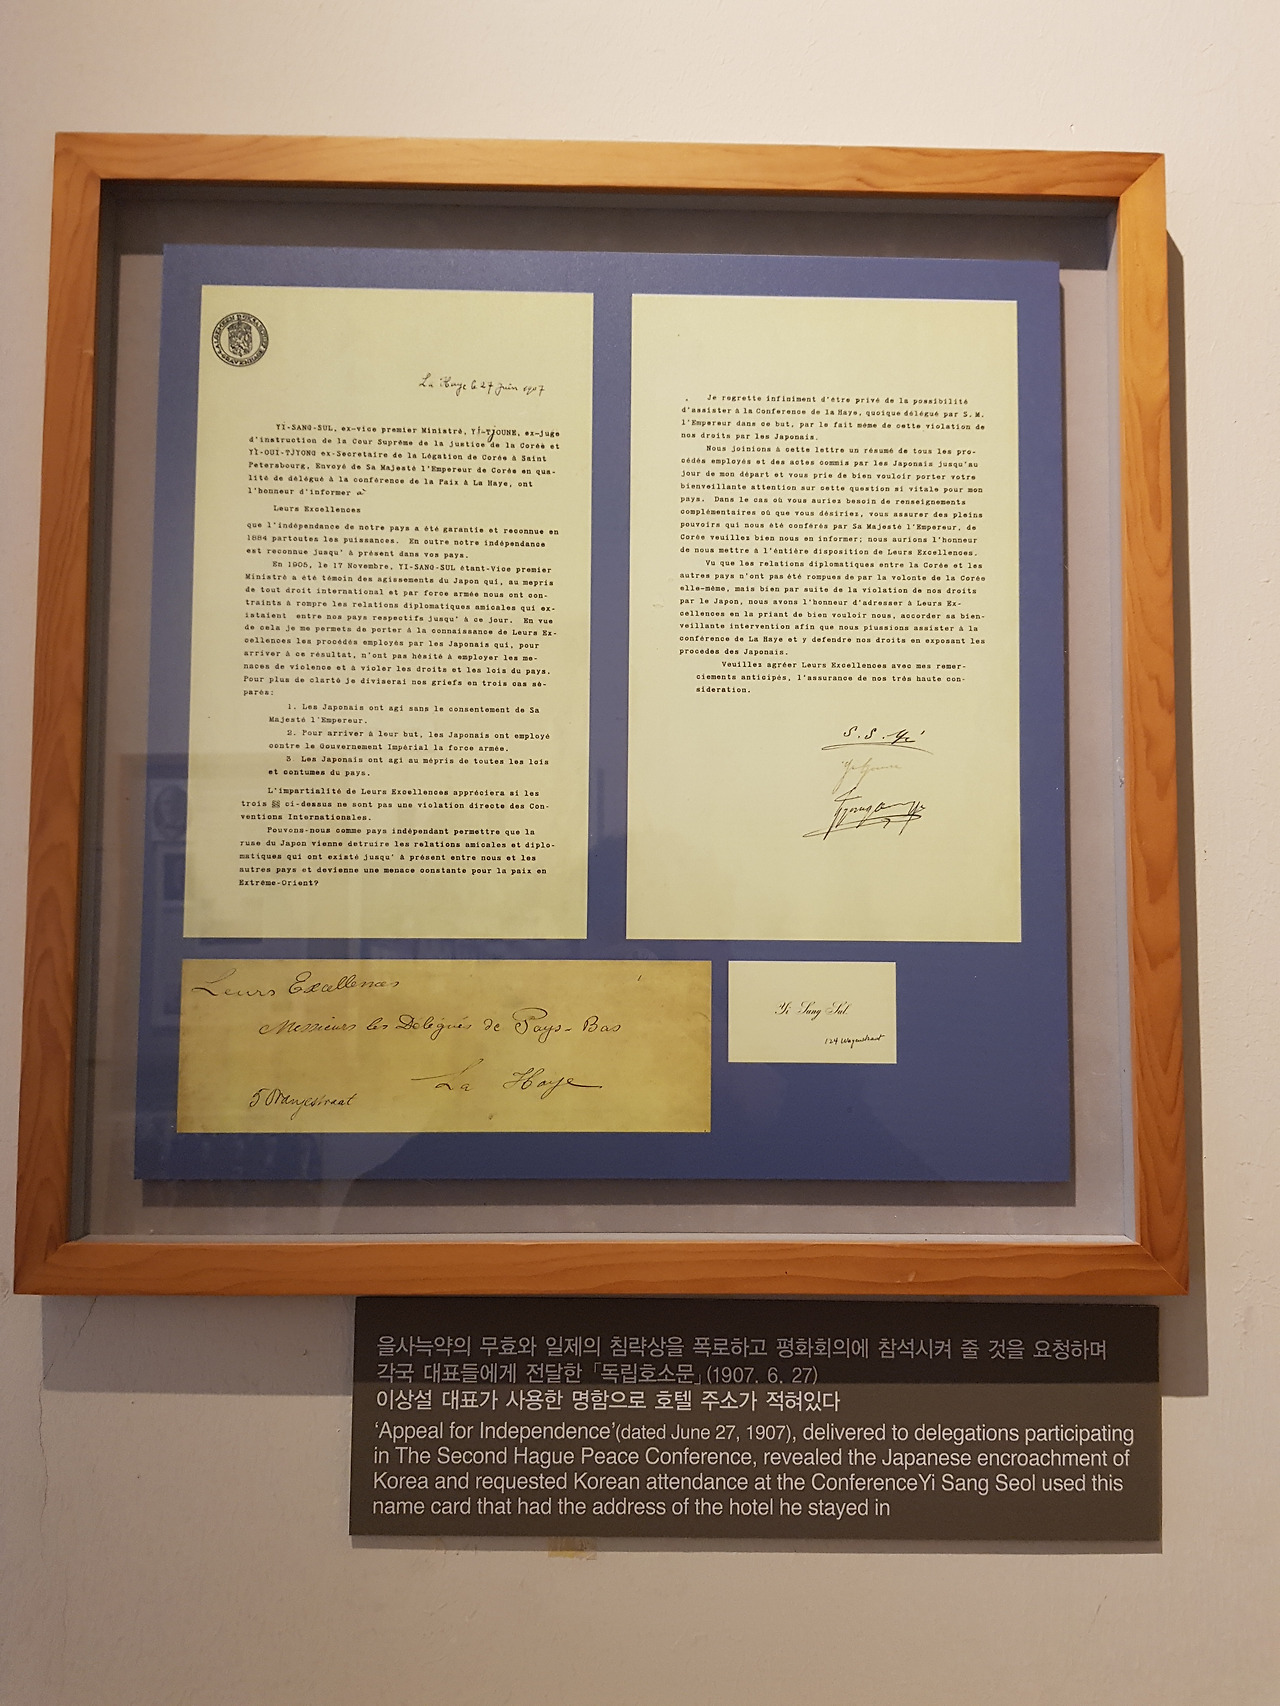 La Haye le 27 Juin 1907
YI-SANG-SUL, ex-vice premier Ministré, YI-TJOUNE, ex-juge
d'instruction de la Cour Suprême de la justice de la Corée et
YI-OUI-TJYONG ex-Secretaire de la Légation de Corée à Saint
Petersbourg, Envoyé de Sa Majesté l'Empereur de Corée en qua-
lité de délégué à la conférence de la Paix à La Haye, ont
l'honneur d'informer à
Leurs Excellences
que l'indépendance de notre pays a été garantie et reconnue en
1884 partoutes les puissances. En outre notre indépendance
est reconnue jusqu' à présent dans vos pays.
En 1905, le 17 Novembre, YI-SANG-SUL étant-Vice premier
Ministré a été témoin des agissements du Japon qui, au mepris
de tout droit international et par force armée nous ont con-
traints à rompre les relations diplomatiques amicales qui ex-
istaient entre nos pays respectifs jusqu' à ce jour. En vue
de cela je me permets de porter à la connaissance de Leurs Ex-
cellences les procédés employés par les Japonais qui, pour
arriver à ce résultat, n'ont pas hésité à employer les me-
naces de violence et à violer les droits et les lois du pays.
Pour plus de clarté je diviserai nos griefs en trois cas sé-
parés:
1. Les Japonais ont agi sans le consentement de Sa
Majesté l'Empereur.
2. Pour arriver à leur but, les Japonais ont employé
contre le Gouvernement Impérial la force armée.
3 Les Japonais ont agi au mépris de toutes les lois
et contumes du pays.
L'impartialité de Leurs Excellences appréciera si les
trois ci-dessus ne sont pas une violation directe des Con-
ventions Internationales.
Pouvons-nous comme pays indépendant permettre que la
ruse du Japon vienne detruire les relations amicales et diplo-
matiques qui ont existé jusqu' à présent entre nous et les
autres pays et devienne une menace constante pour la paix en
Extrême-Orient?
Je regrette infiniment d'être privé de la possibilité
d'assister à la Conference de la Haye, quoique délégué par S. M.
l'Empereur dans ce but, par le fait même de cette violation de
nos droits par les Japonais.
Nous joinions à cette lettre un résumé de tous les pro-
cédés employés et des actes commis par les Japonais jusqu'au
jour de mon départ et vous prie de bien vouloir porter votre
bienveillante attention sur cette question si vitale pour mon
pays. Dans le cas où vous auriez besoin de renseignements
complémentaires où que vous désiriez, vous assurer des pleins
pouvoirs qui nous été conférés par Sa Majesté l'Empereur, de
Corée veuillez bien nous en informer; nous aurions l'honneur
de nous mettre à l'éntière disposition de Leurs Excellences.
Vu que les relations diplomatiques entre la Corée et les
autres pays n'ont pas été rompues de par la volonte de la Corée
elle-même, mais bien par suite de la violation de nos droits
par le Japon, nous avons l'honneur d'adresser à Leurs Ex-
cellences en la priant de bien vouloir nous, accorder sa bien-
veillante intervention afin que nous piussions assister à la
conférence de La Haye et y defendre nos droits en exposant les
procedes des Japonais.
Veuillez agréer Leurs Excellences avec mes remer-
ciements anticipés, l'assurance de nos très haute con-
sideration.
S. S. Yi
Leurs Excellences
Messieurs les Délégués de Pays-Bas
La Haye
5 Oranjestraat
Yi Sang Sul
124 Wagenstraat
을사늑약의 무효와 일제의 침략상을 폭로하고 평화회의에 참석시켜 줄 것을 요청하며
각국 대표들에게 전달한 「독립호소문」(1907. 6. 27)
이상설 대표가 사용한 명함으로 호텔 주소가 적혀있다
'Appeal for Independence'(dated June 27, 1907), delivered to delegations participating
in The Second Hague Peace Conference, revealed the Japanese encroachment of
Korea and requested Korean attendance at the ConferenceYi Sang Seol used this
name card that had the address of the hotel he stayed in